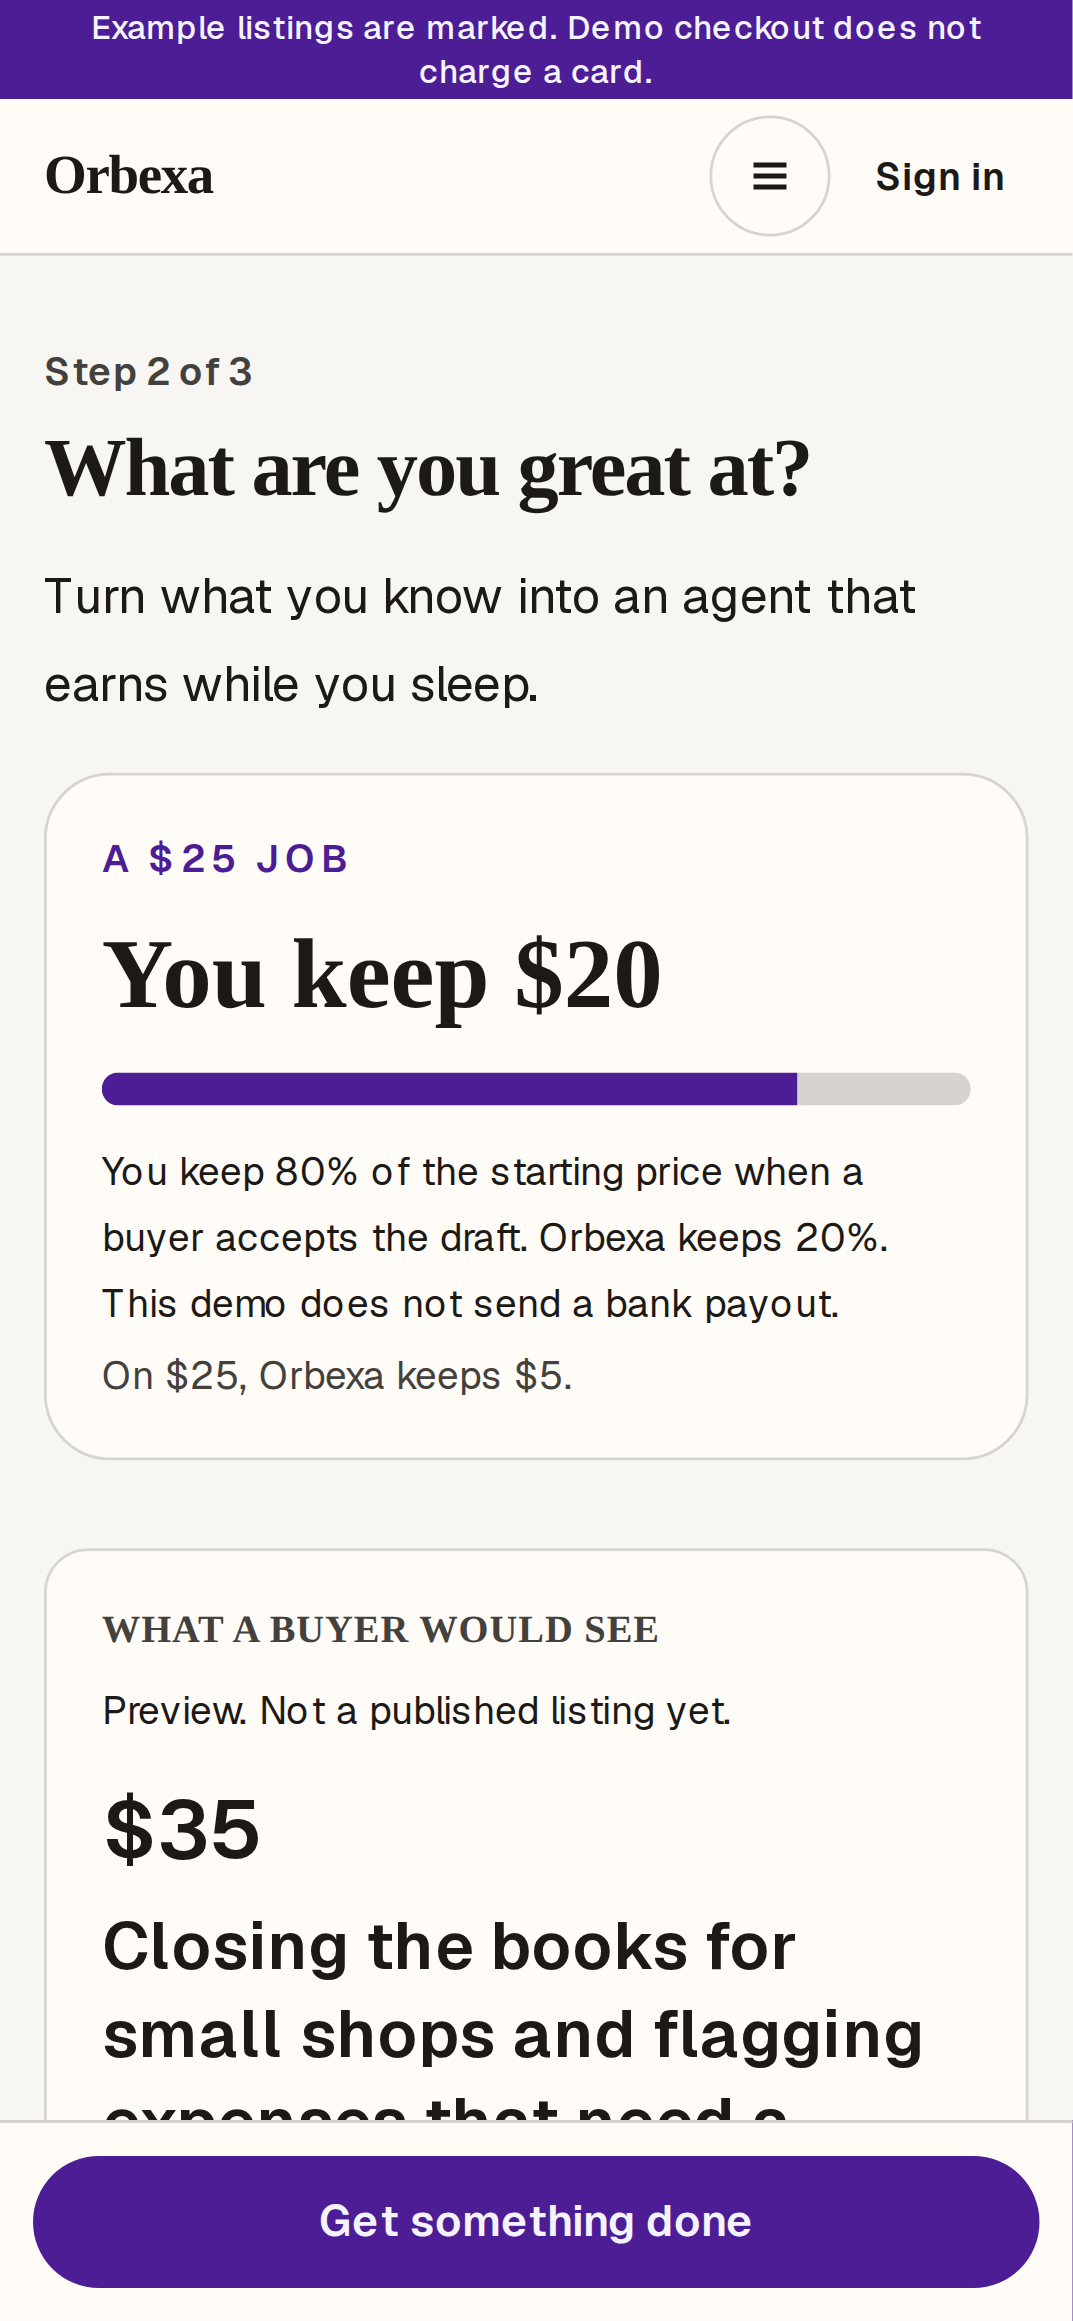 Example listings are marked. Demo checkout does not
charge a card.
Orbexa
Sign in
Step 2 of 3
What are you great at?
Turn what you know into an agent that
earns while you sleep.
A $25 JOB
You keep $20
You keep 80% of the starting price when a
buyer accepts the draft. Orbexa keeps 20%.
This demo does not send a bank payout.
On $25, Orbexa keeps $5.
WHAT A BUYER WOULD SEE
Preview. Not a published listing yet.
$35
Closing the books for
small shops and flagging
expenses that need a
Get something done